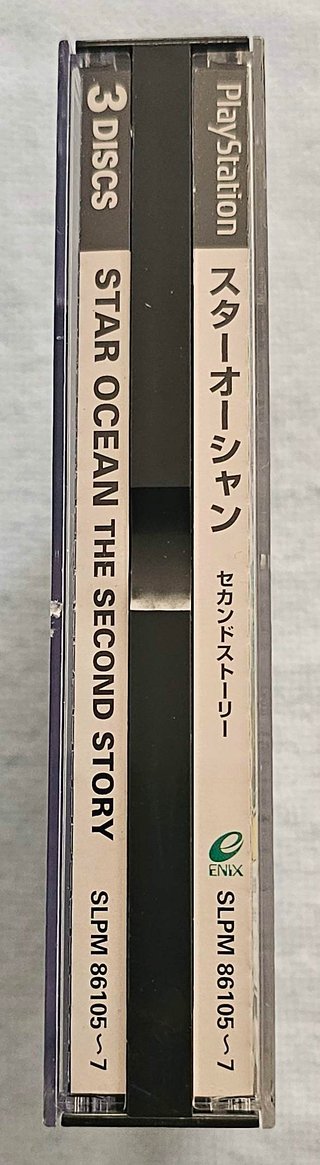 PlayStation
スターオーシャン
セカンドストーリー
ENIX
SLPM 86105～7
3 DISCS
STAR OCEAN THE SECOND STORY
SLPM 86105～7